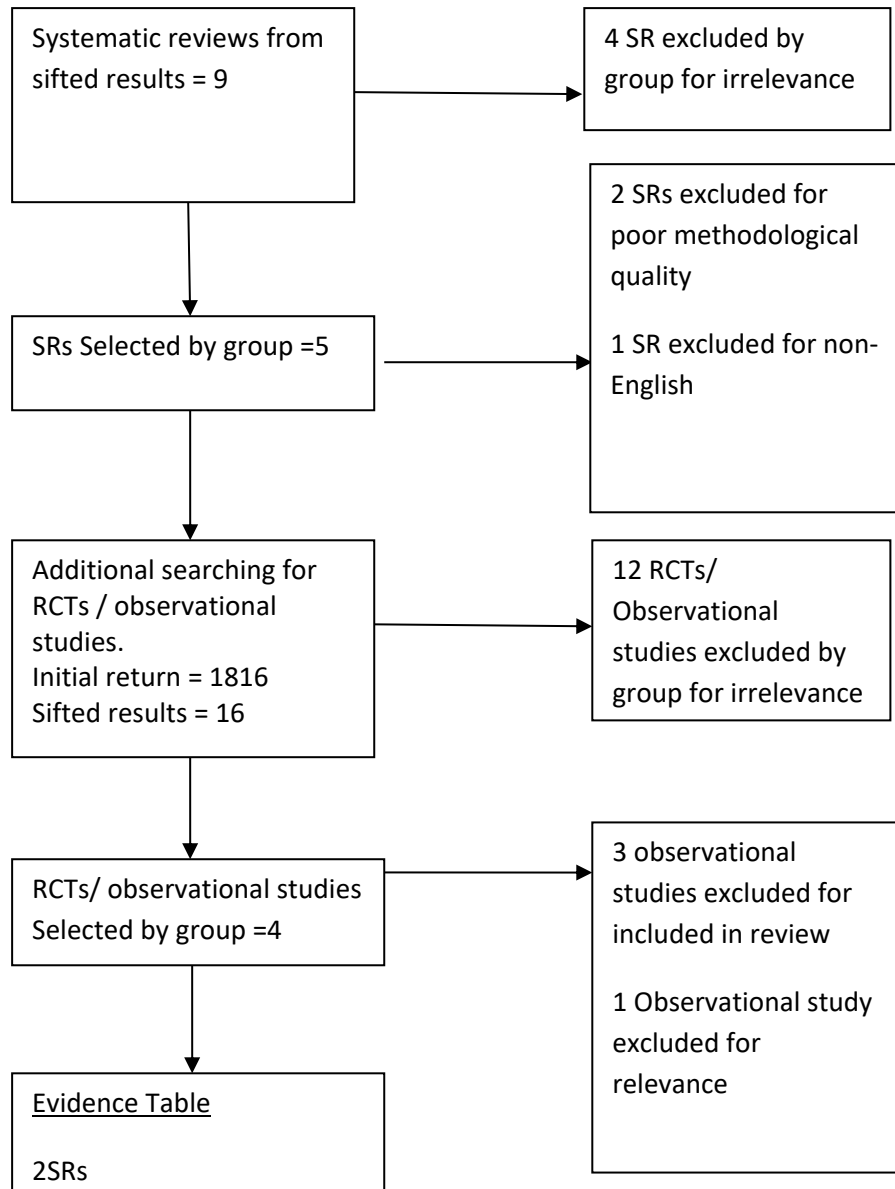 Systematic reviews from
sifted results = 9
4 SR excluded by
group for irrelevance
2 SRs excluded for
poor methodological
quality
1 SR excluded for non-
English
SRs Selected by group =5
Additional searching for
RCTs / observational
studies.
Initial return = 1816
Sifted results = 16
12 RCTs/
Observational
studies excluded by
group for irrelevance
RCTs/ observational studies
Selected by group =4
3 observational
studies excluded for
included in review
1 Observational study
excluded for
relevance
Evidence Table
2SRs